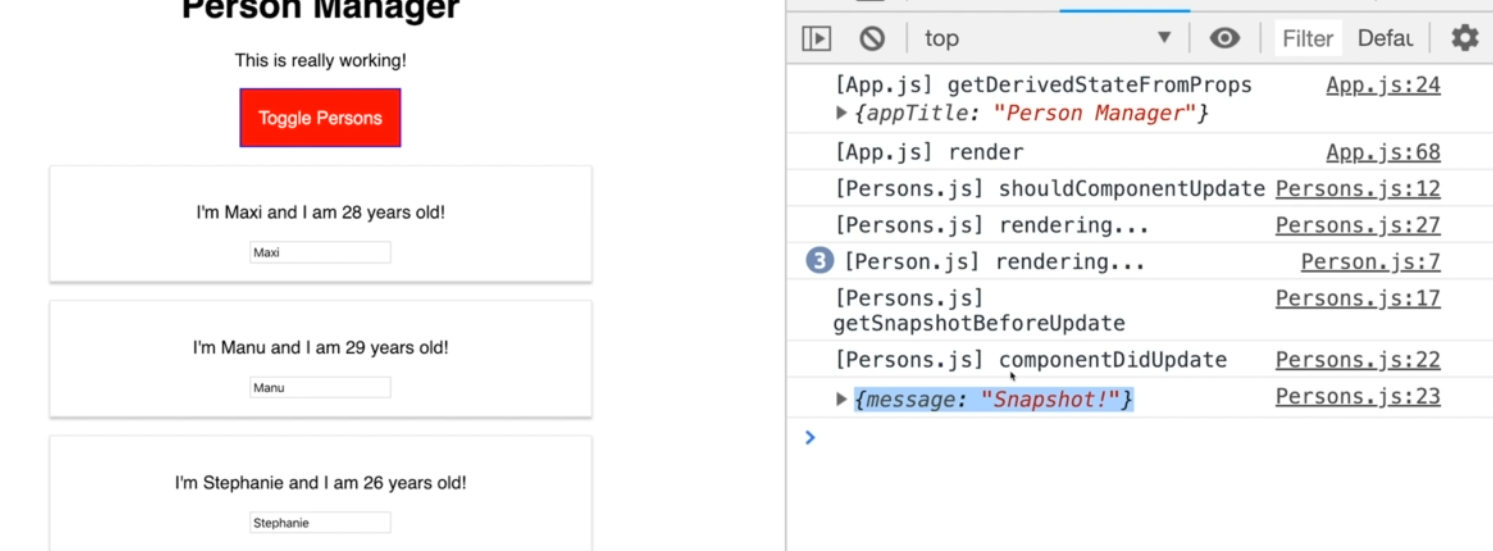 Person Manager
This is really working!
Toggle Persons
I'm Maxi and I am 28 years old!
Maxi
I'm Manu and I am 29 years old!
Manu
I'm Stephanie and I am 26 years old!
Stephanie
top Filter Defau
[App.js] getDerivedStateFromProps App.js:24
{appTitle: "Person Manager"}
[App.js] render App.js:68
[Persons.js] shouldComponentUpdate Persons.js:12
[Persons.js] rendering... Persons.js:27
3 [Person.js] rendering... Person.js:7
[Persons.js] Persons.js:17
getSnapshotBeforeUpdate
[Persons.js] componentDidUpdate Persons.js:22
{message: "Snapshot!"} Persons.js:23